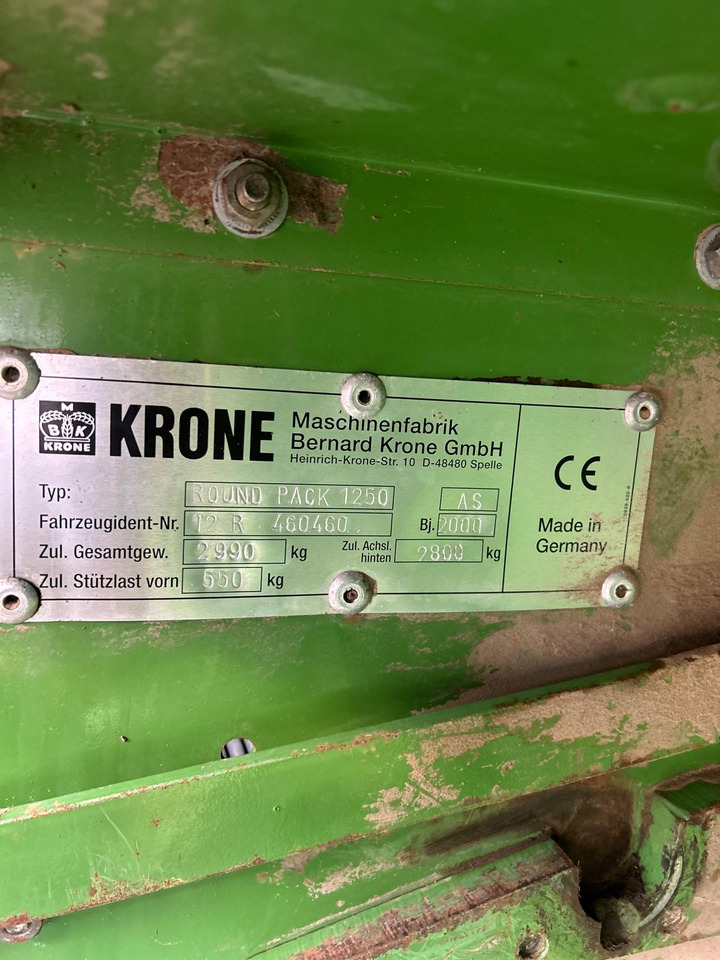 M
B K
KRONE
KRONE
Maschinenfabrik
Bernard Krone GmbH
Heinrich-Krone-Str. 10 D-48480 Spelle
Typ: ROUND PACK 1250 AS
Fahrzeugident-Nr. 12 R 460460 Bj. 2000
Zul. Gesamtgew. 2990 kg Zul. Achsl. hinten 2800 kg
Zul. Stützlast vorn 550 kg
CE
Made in
Germany